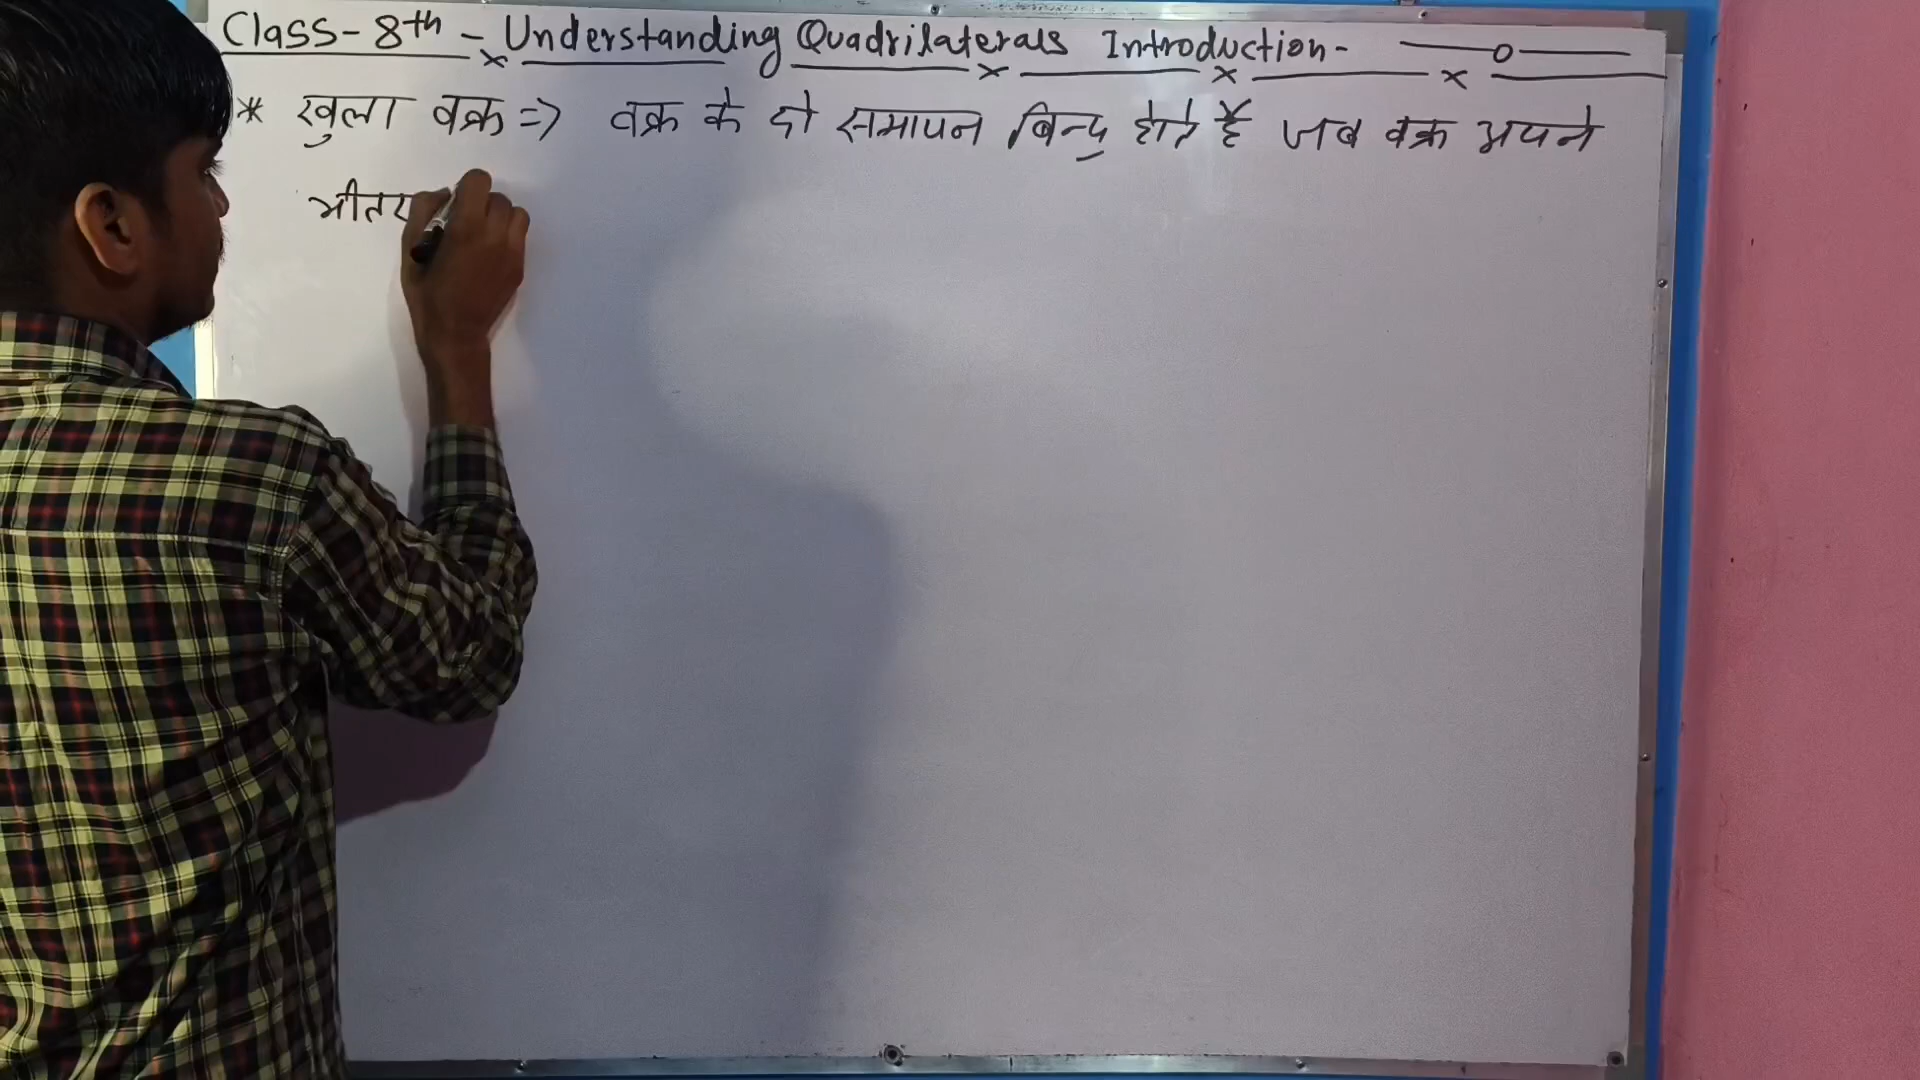 Class-8th - Understanding Quadrilaterals Introduction-
* खुला वक्र => वक्र के दो समापन बिन्दु होते हैं जब वक्र अपने
भीतर